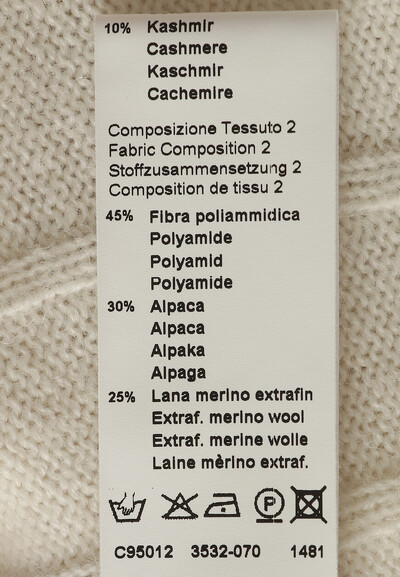 10% Kashmir
Cashmere
Kaschmir
Cachemire
Composizione Tessuto 2
Fabric Composition 2
Stoffzusammensetzung 2
Composition de tissu 2
45% Fibra poliammidica
Polyamide
Polyamid
Polyamide
30% Alpaca
Alpaca
Alpaka
Alpaga
25% Lana merino extrafin
Extraf. merino wool
Extraf. merine wolle
Laine mèrino extraf.
P
C95012 3532-070 1481